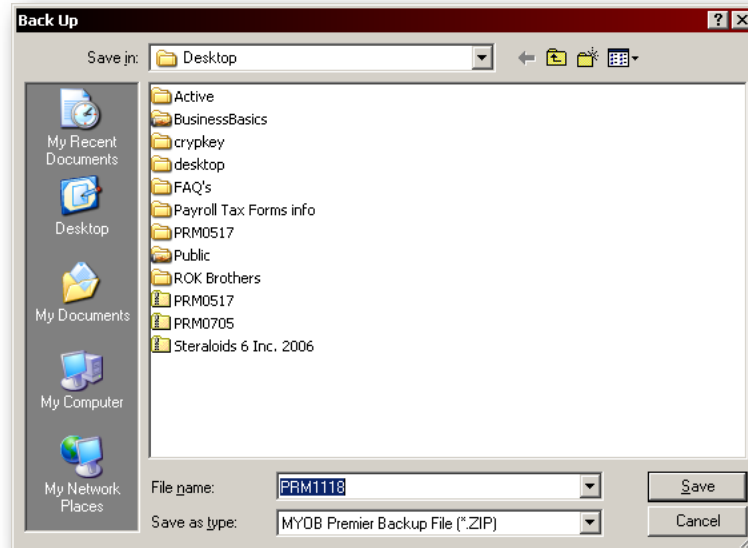 Back Up
Save in:
Desktop
My Recent
Documents
Desktop
My Documents
My Computer
My Network
Places
Active
BusinessBasics
crypkey
desktop
FAQ's
Payroll Tax Forms info
PRM0517
Public
ROK Brothers
PRM0517
PRM0705
Steraloids 6 Inc. 2006
File name:
PRM1118
Save
Save as type:
MYOB Premier Backup File (*.ZIP)
Cancel